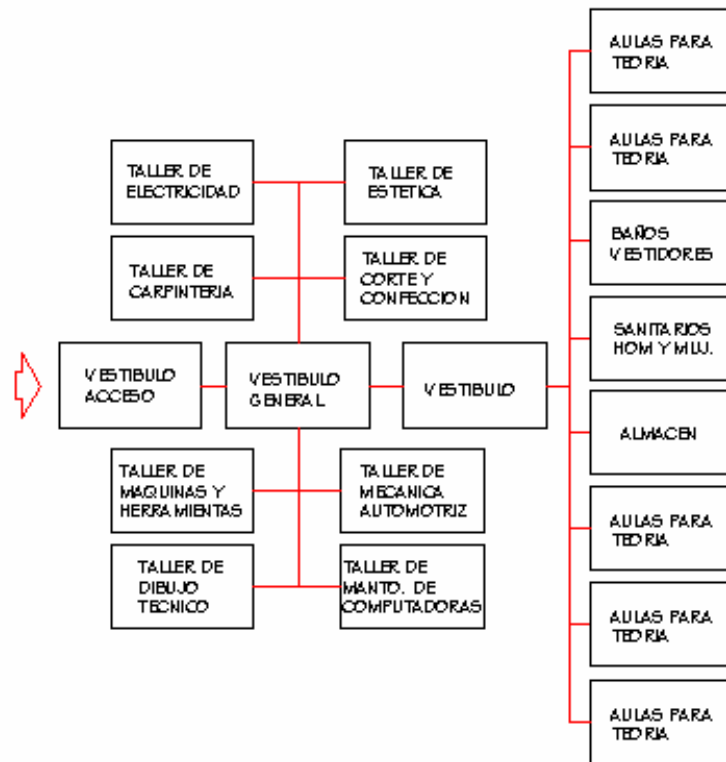 AULAS PARA
TEORIA
AULAS PARA
TEORIA
TALLER DE
ELECTRICIDAD
TALLER DE
ESTETICA
BAÑOS
VESTIDORES
TALLER DE
CARPINTERIA
TALLER DE
CORTE Y
CONFECCION
SANITARIOS
HOM Y MUJ.
VESTIBULO
ACCESO
VESTIBULO
GENERAL
VESTIBULO
ALMACEN
TALLER DE
MAQUINAS Y
HERRAMIENTAS
TALLER DE
MECANICA
AUTOMOTRIZ
AULAS PARA
TEORIA
TALLER DE
DIBUJO
TECNICO
TALLER DE
MANTO. DE
COMPUTADORAS
AULAS PARA
TEORIA
AULAS PARA
TEORIA